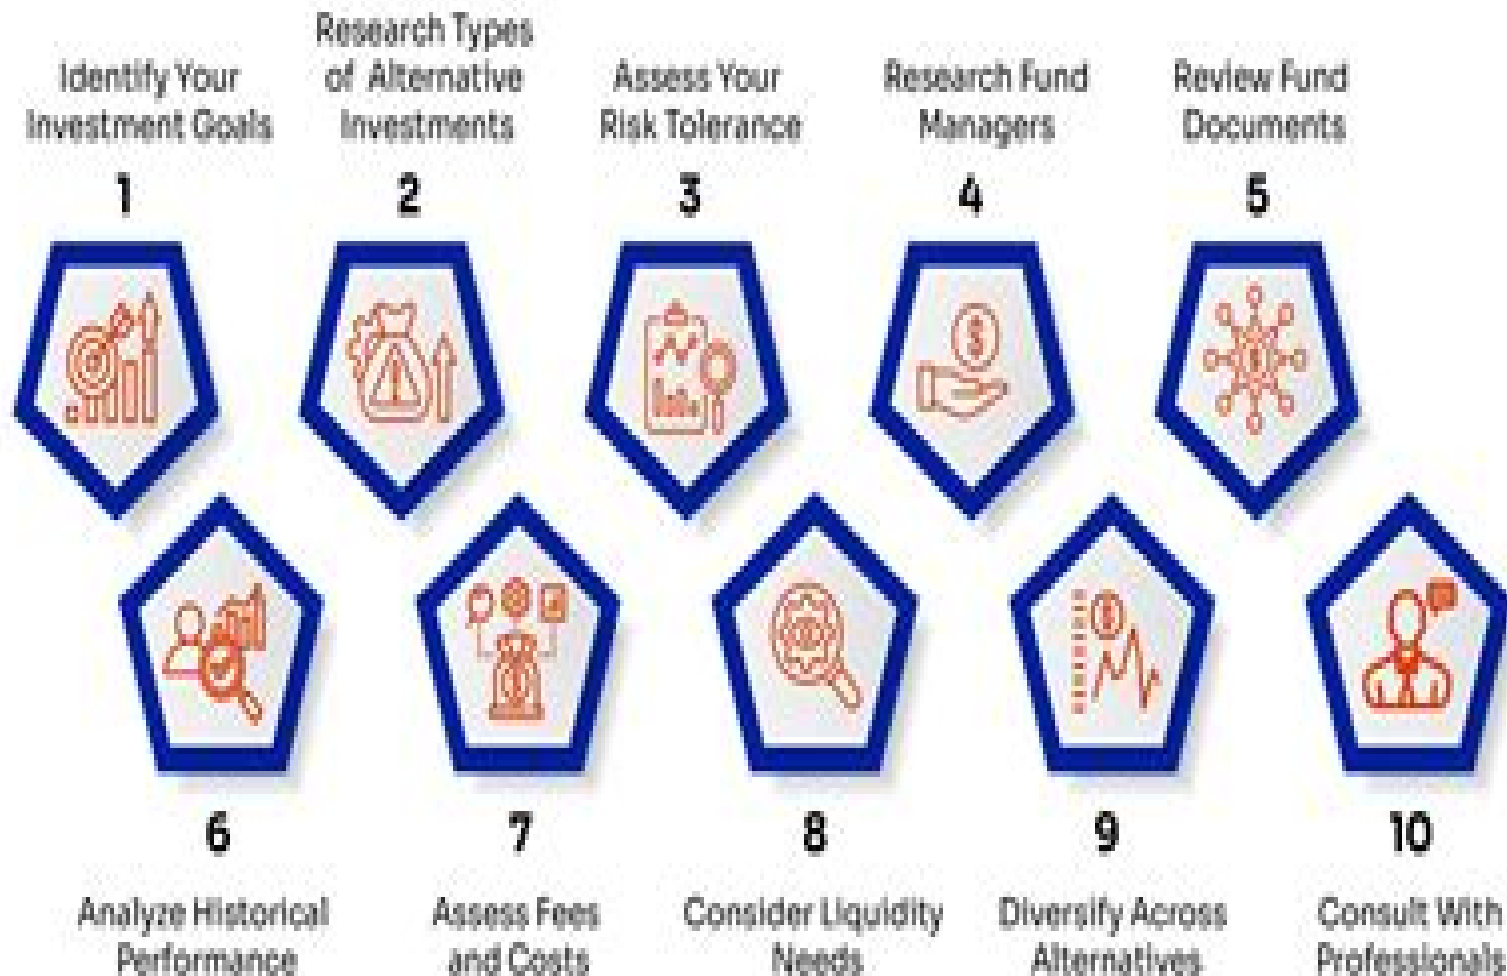 Identify Your
Investment Goals
1
Research Types
of Alternative
Investments
2
Assess Your
Risk Tolerance
3
Research Fund
Managers
4
Review Fund
Documents
5
6
Analyze Historical
Performance
7
Assess Fees
and Costs
8
Consider Liquidity
Needs
9
Diversify Across
Alternatives
10
Consult With
Professionals